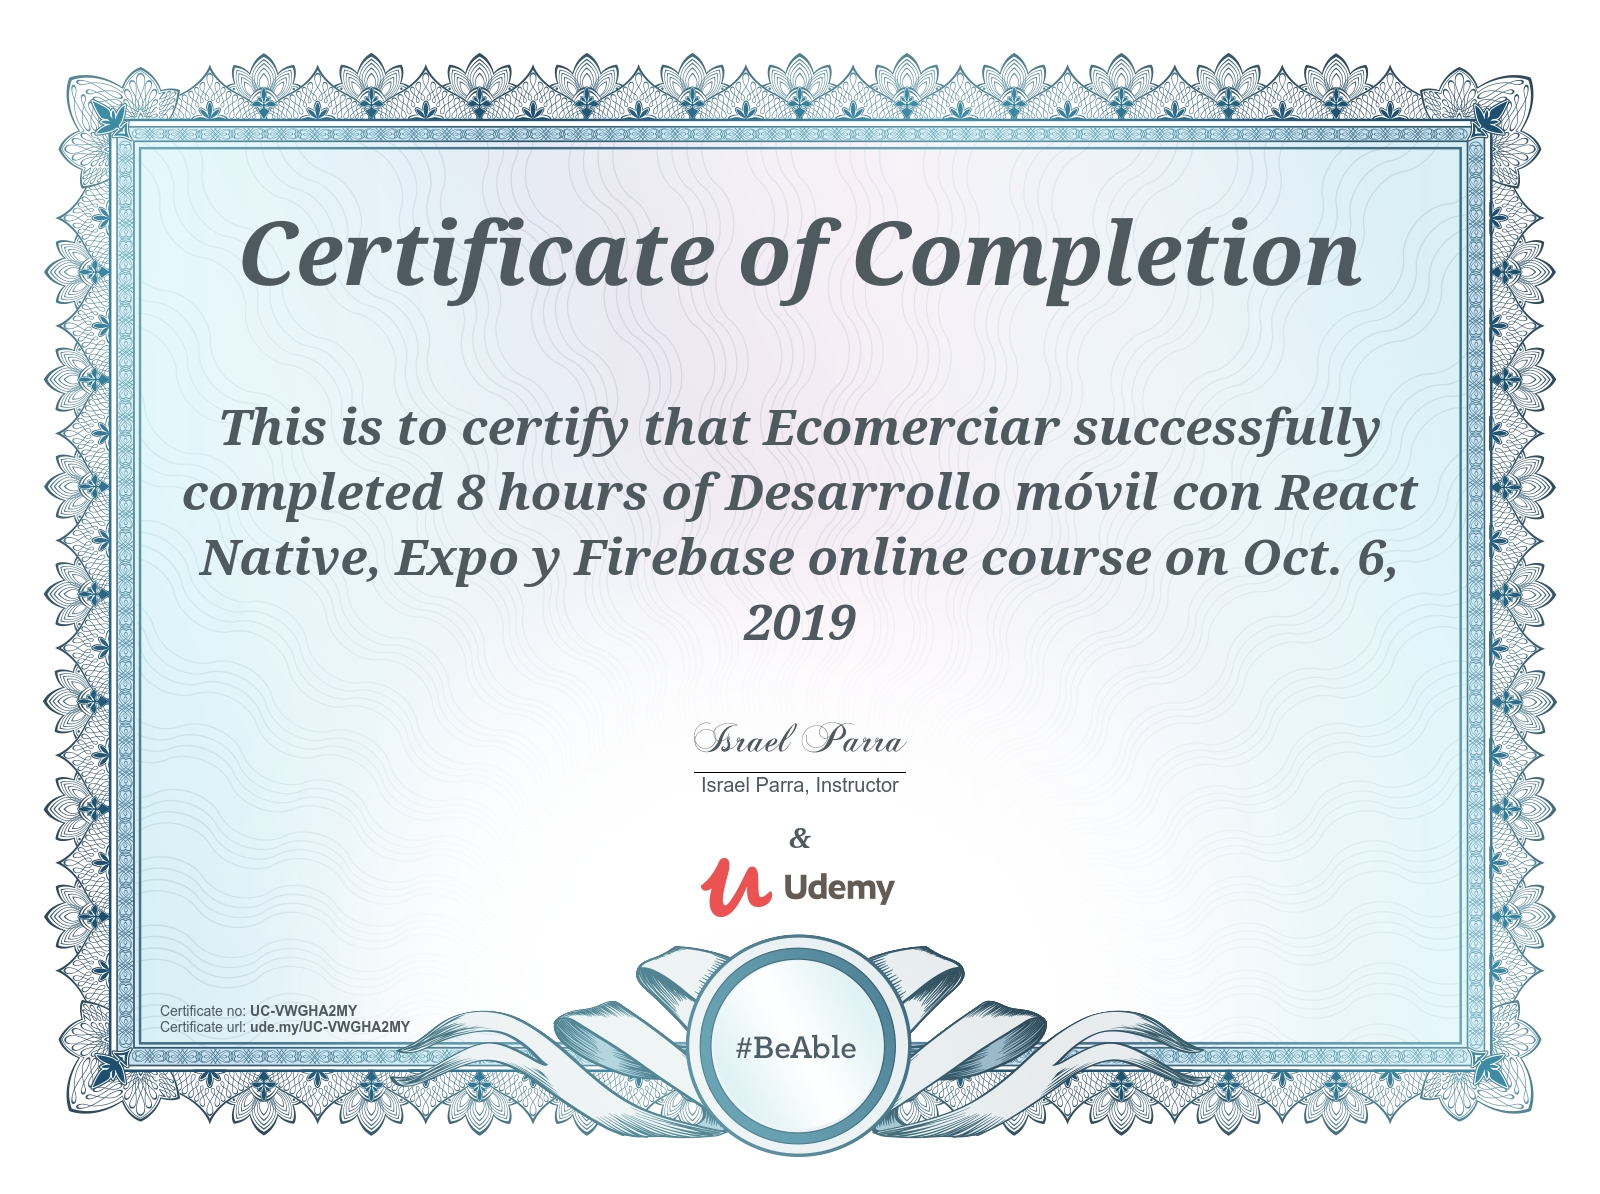 Certificate of Completion
This is to certify that Ecomerciar successfully
completed 8 hours of Desarrollo móvil con React
Native, Expo y Firebase online course on Oct. 6,
2019
Israel Parra
Israel Parra, Instructor
&
Udemy
Certificate no: UC-VWGHA2MY
Certificate url: ude.my/UC-VWGHA2MY
#BeAble